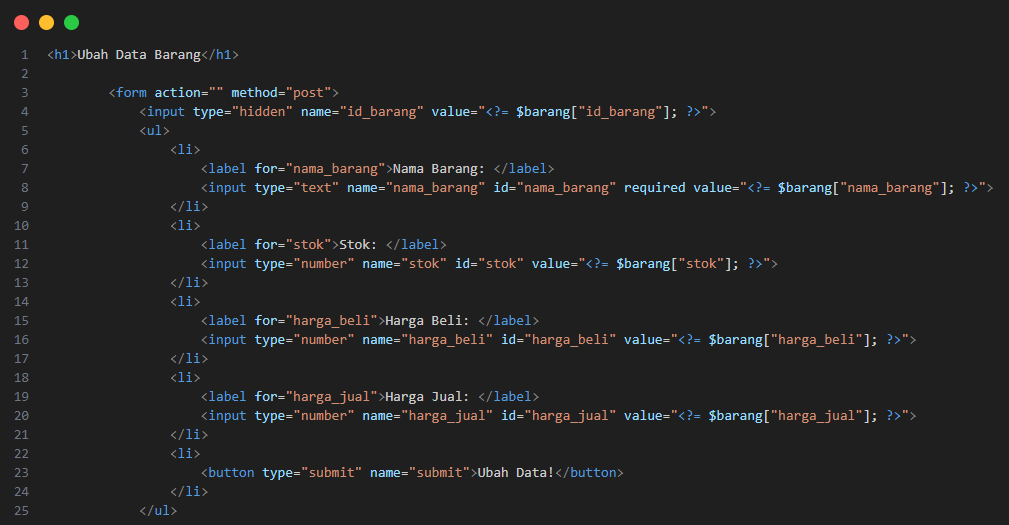 1 <h1>Ubah Data Barang</h1>
2
3         <form action="" method="post">
4             <input type="hidden" name="id_barang" value="<?= $barang["id_barang"]; ?>">
5             <ul>
6                 <li>
7                     <label for="nama_barang">Nama Barang: </label>
8                     <input type="text" name="nama_barang" id="nama_barang" required value="<?= $barang["nama_barang"]; ?>">
9                 </li>
10                 <li>
11                     <label for="stok">Stok: </label>
12                     <input type="number" name="stok" id="stok" value="<?= $barang["stok"]; ?>">
13                 </li>
14                 <li>
15                     <label for="harga_beli">Harga Beli: </label>
16                     <input type="number" name="harga_beli" id="harga_beli" value="<?= $barang["harga_beli"]; ?>">
17                 </li>
18                 <li>
19                     <label for="harga_jual">Harga Jual: </label>
20                     <input type="number" name="harga_jual" id="harga_jual" value="<?= $barang["harga_jual"]; ?>">
21                 </li>
22                 <li>
23                     <button type="submit" name="submit">Ubah Data!</button>
24                 </li>
25             </ul>